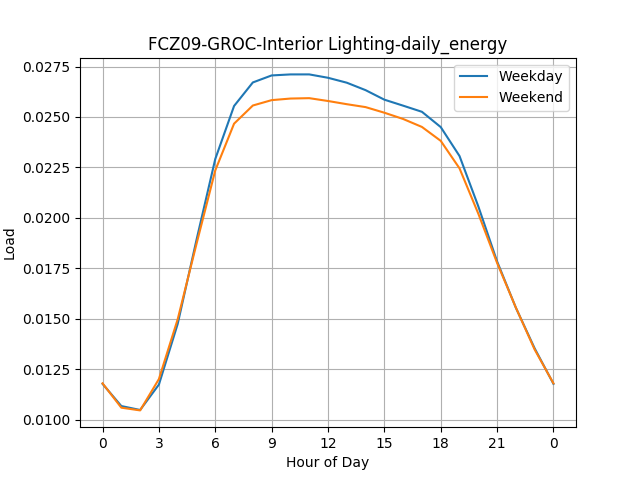 FCZ09-GROC-Interior Lighting-daily_energy
Weekday
Weekend
Load
0.0275
0.0250
0.0225
0.0200
0.0175
0.0150
0.0125
0.0100
0 3 6 9 12 15 18 21 0
Hour of Day